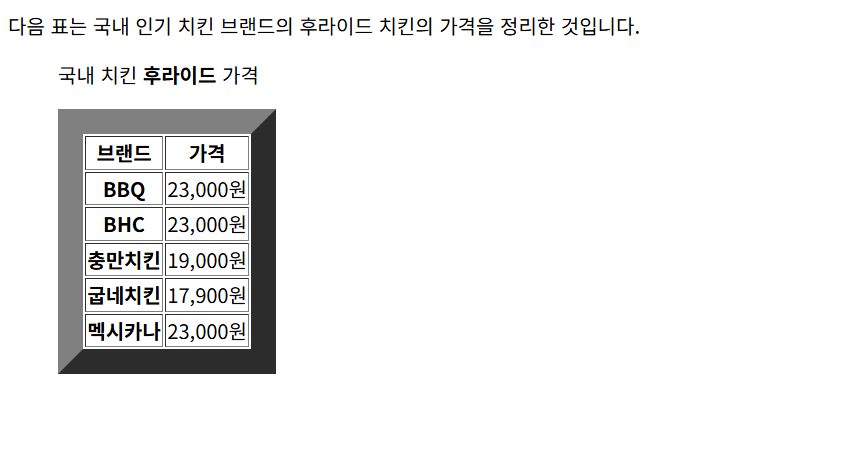 다음 표는 국내 인기 치킨 브랜드의 후라이드 치킨의 가격을 정리한 것입니다.
국내 치킨 후라이드 가격
브랜드 가격
BBQ 23,000원
BHC 23,000원
충만치킨 19,000원
굽네치킨 17,900원
멕시카나 23,000원